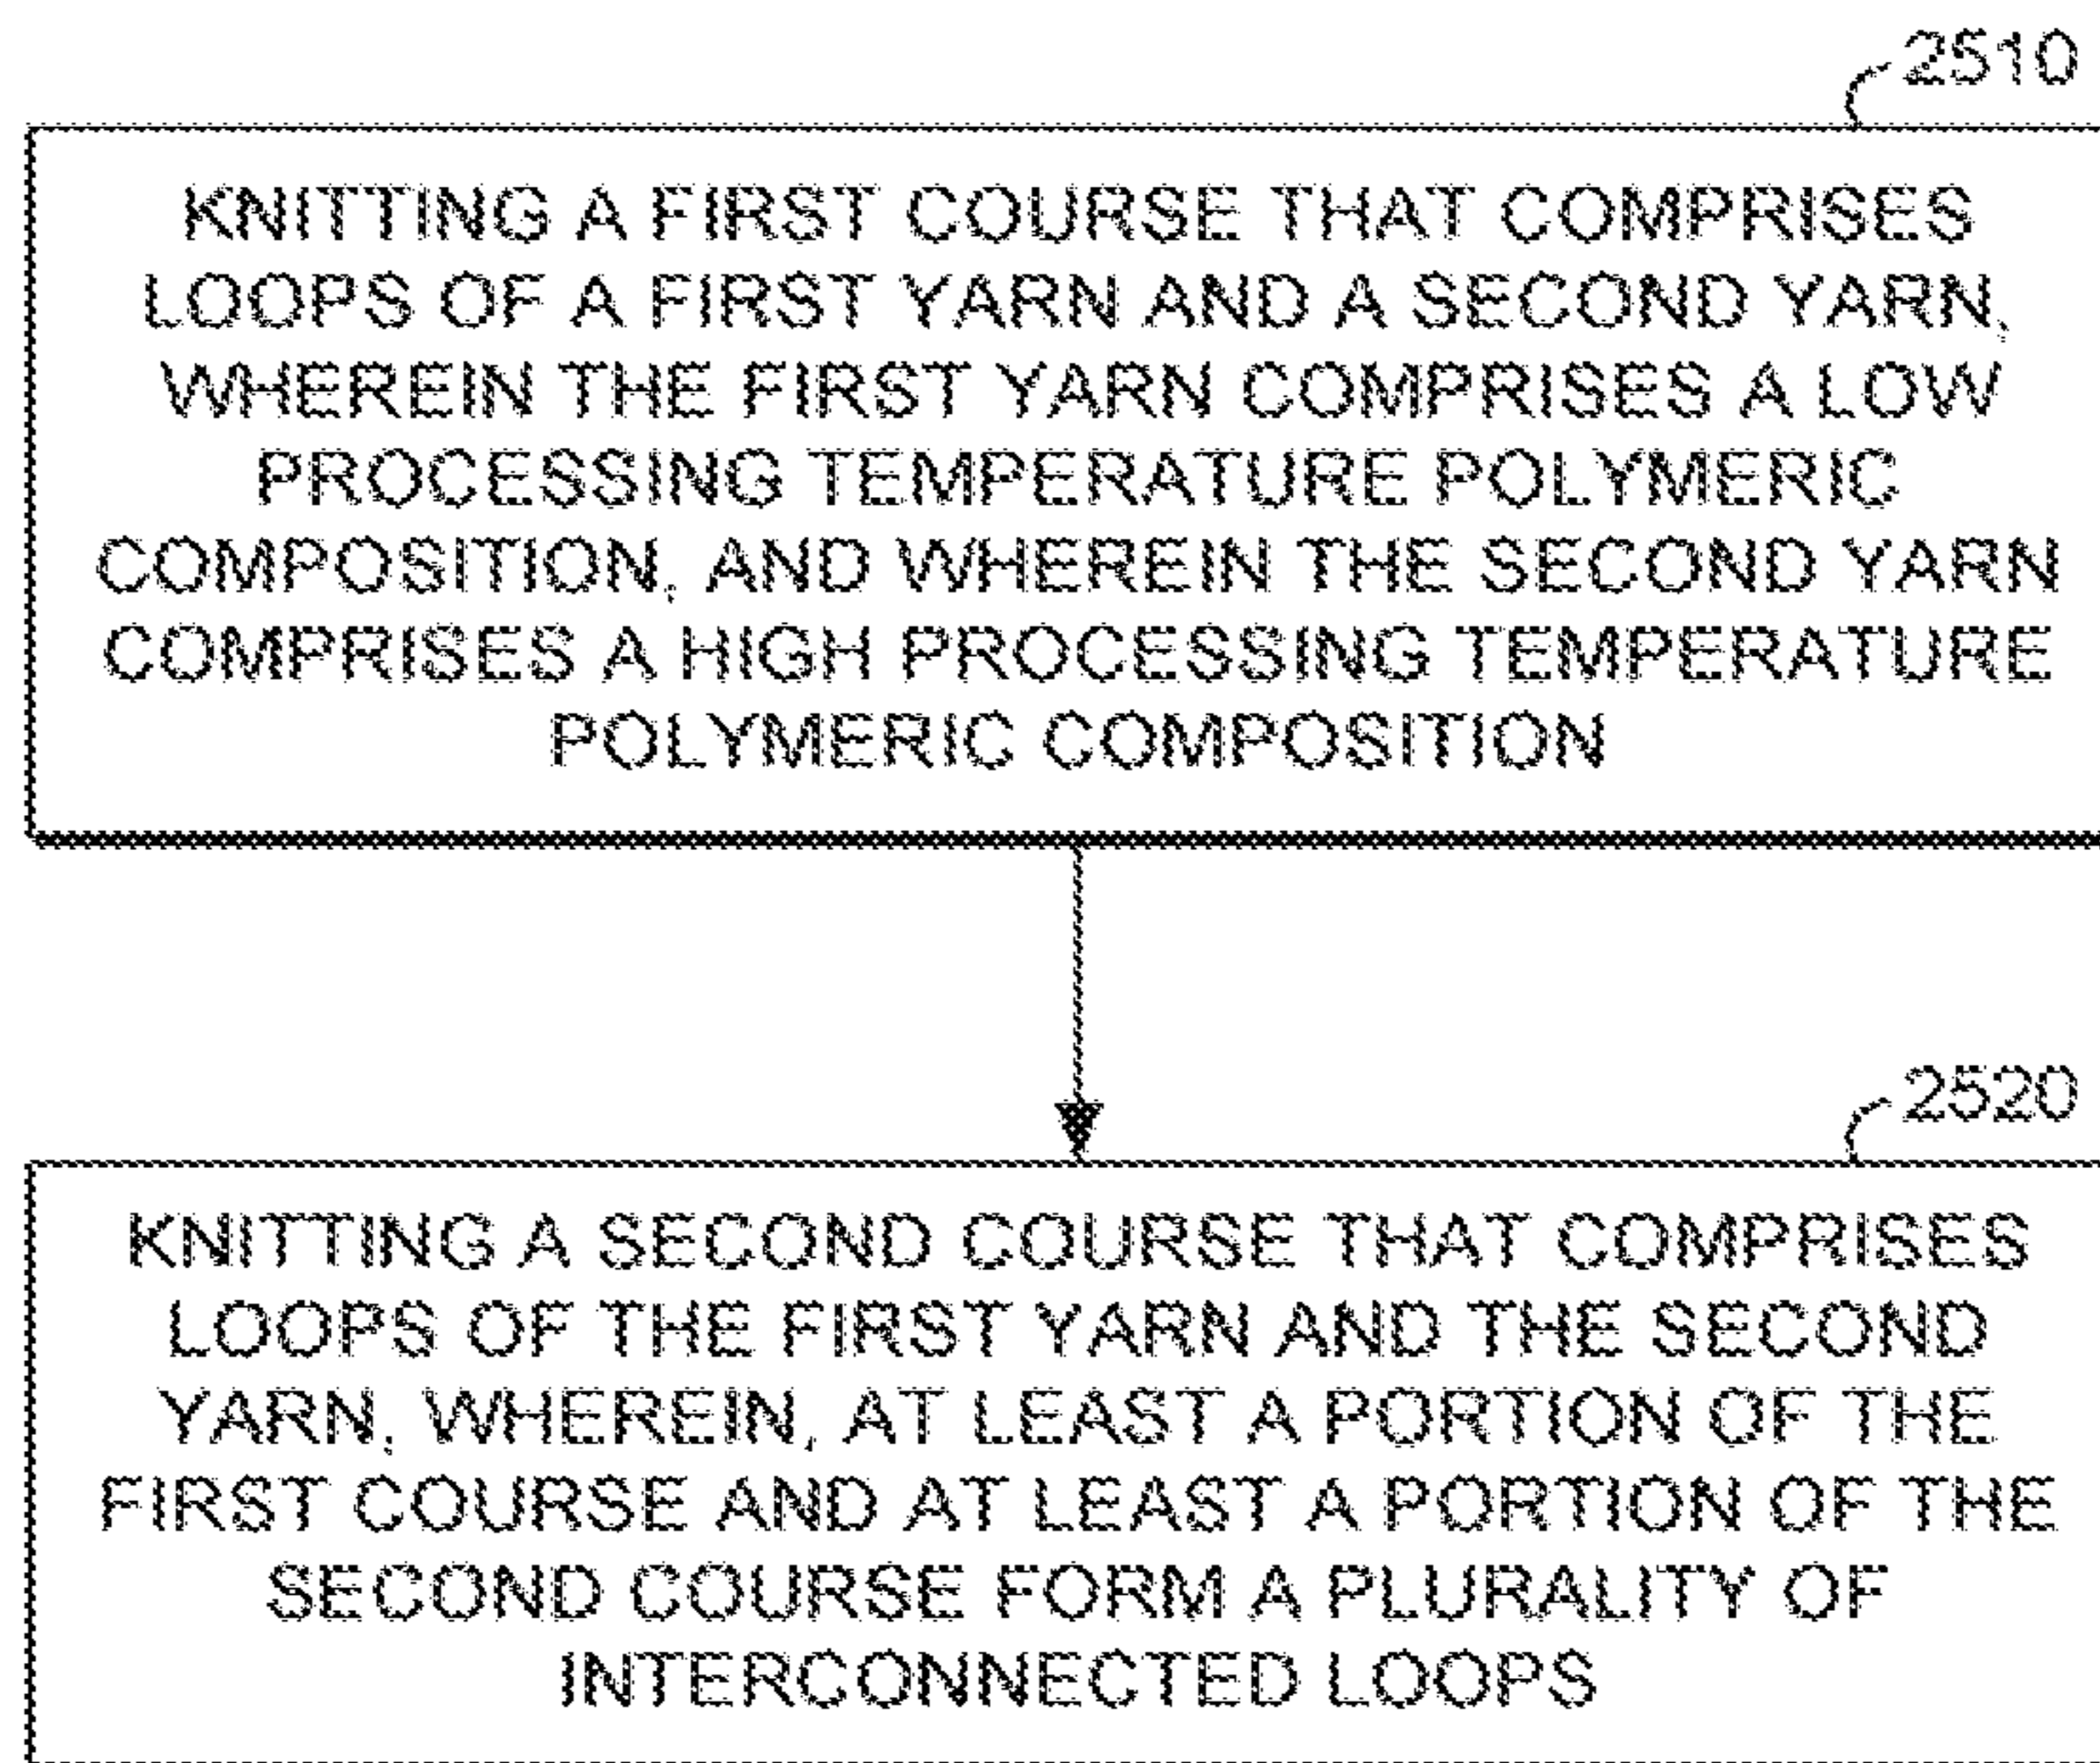 2510
KNITTING A FIRST COURSE THAT COMPRISES
LOOPS OF A FIRST YARN AND A SECOND YARN,
WHEREIN THE FIRST YARN COMPRISES A LOW
PROCESSING TEMPERATURE POLYMERIC
COMPOSITION, AND WHEREIN THE SECOND YARN
COMPRISES A HIGH PROCESSING TEMPERATURE
POLYMERIC COMPOSITION
2520
KNITTING A SECOND COURSE THAT COMPRISES
LOOPS OF THE FIRST YARN AND THE SECOND
YARN, WHEREIN, AT LEAST A PORTION OF THE
FIRST COURSE AND AT LEAST A PORTION OF THE
SECOND COURSE FORM A PLURALITY OF
INTERCONNECTED LOOPS